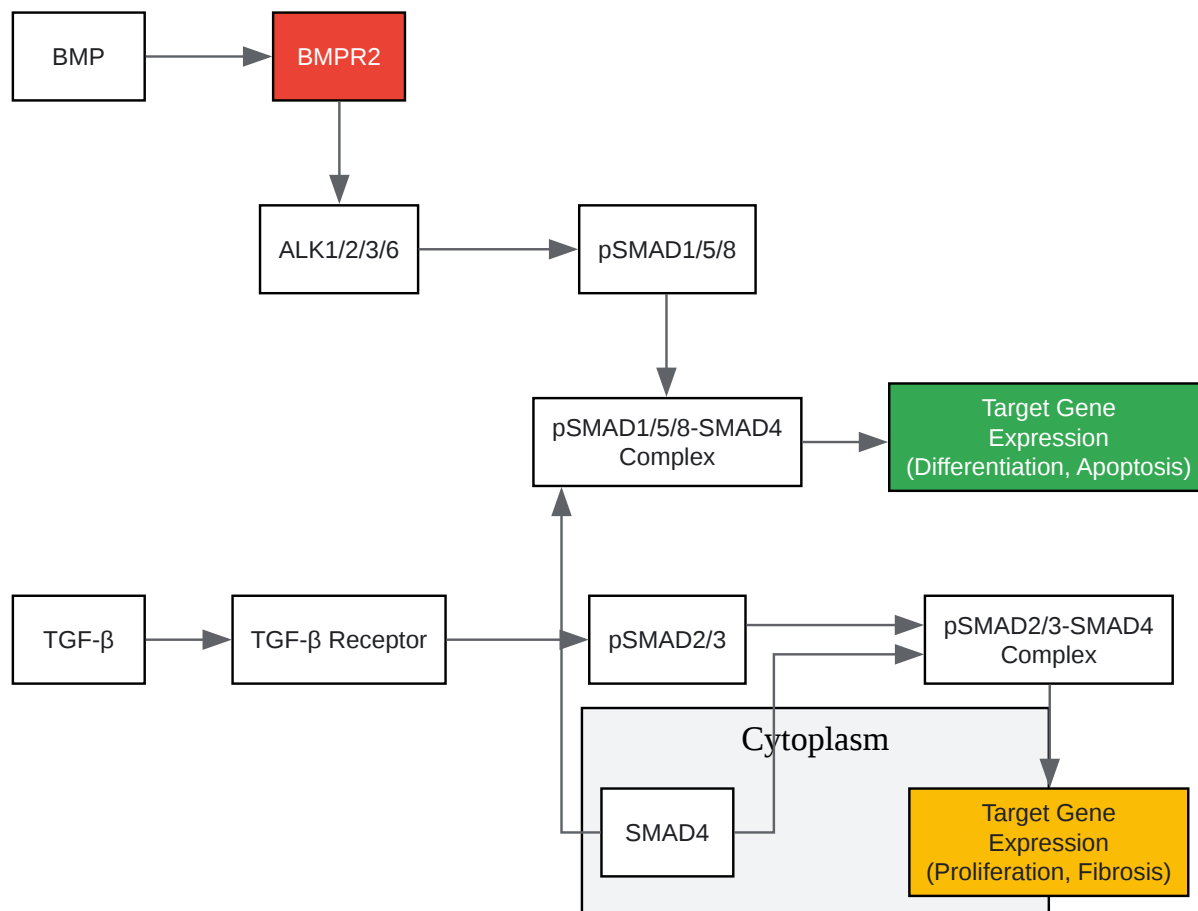 BMP
BMPR2
ALK1/2/3/6
pSMAD1/5/8
pSMAD1/5/8-SMAD4
Complex
Target Gene
Expression
(Differentiation, Apoptosis)
TGF-β
TGF-β Receptor
pSMAD2/3
pSMAD2/3-SMAD4
Complex
Cytoplasm
SMAD4
Target Gene
Expression
(Proliferation, Fibrosis)